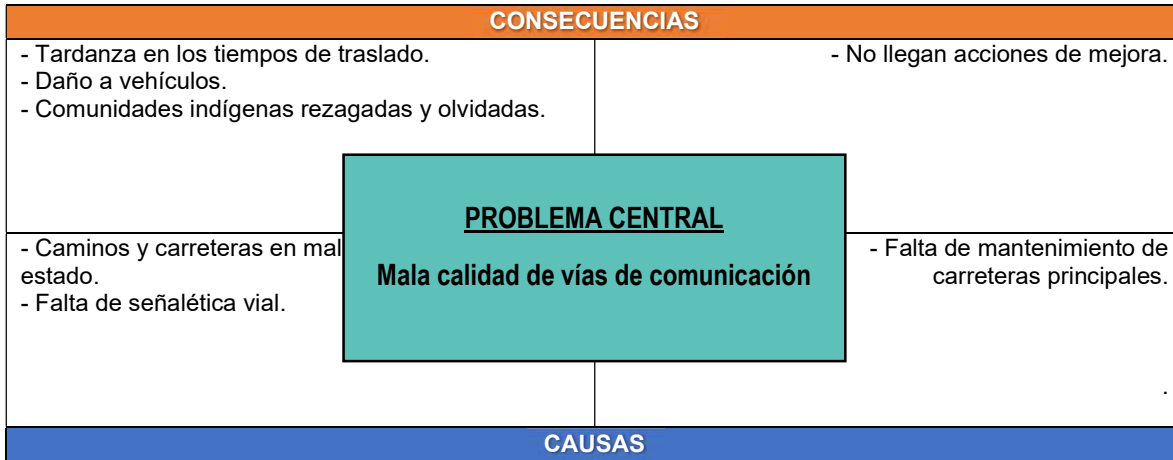 CONSECUENCIAS
- Tardanza en los tiempos de traslado.
- Daño a vehículos.
- Comunidades indígenas rezagadas y olvidadas.
- No llegan acciones de mejora.
PROBLEMA CENTRAL
Mala calidad de vías de comunicación
- Caminos y carreteras en mal
estado.
- Falta de señalética vial.
- Falta de mantenimiento de
carreteras principales.
.
CAUSAS